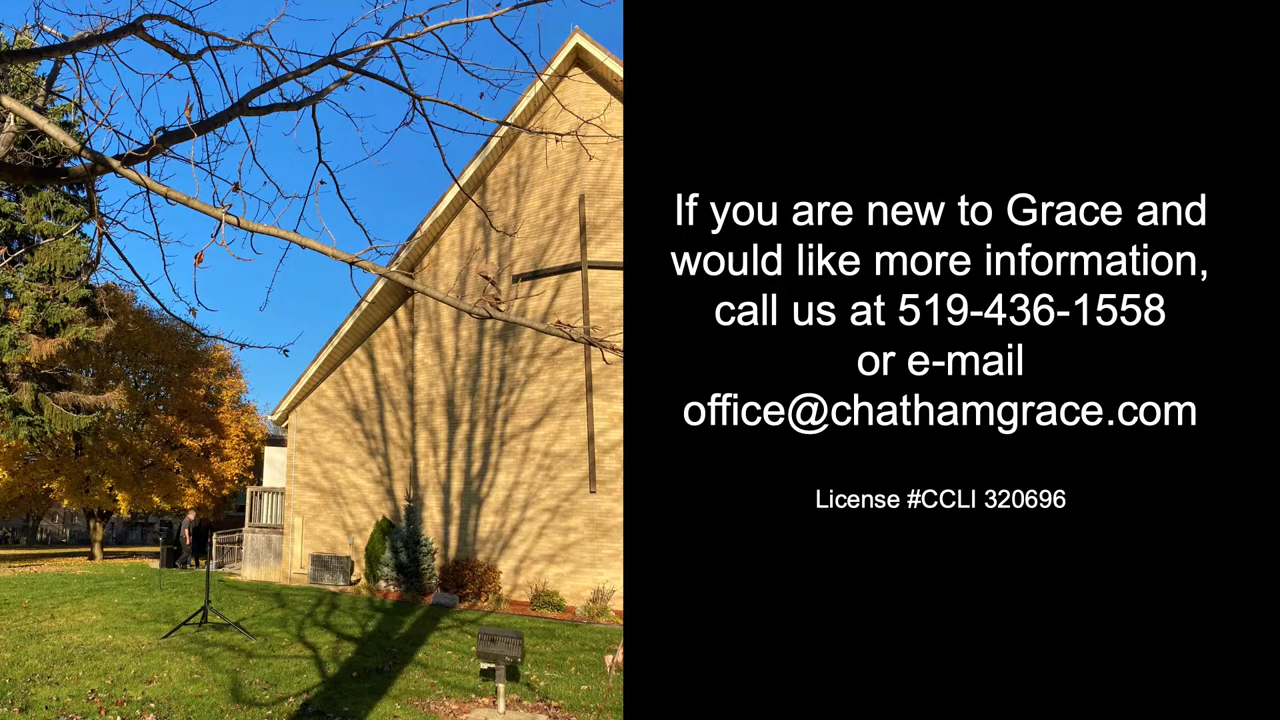 If you are new to Grace and
would like more information,
call us at 519-436-1558
or e-mail
office@chathamgrace.com
License #CCLI 320696